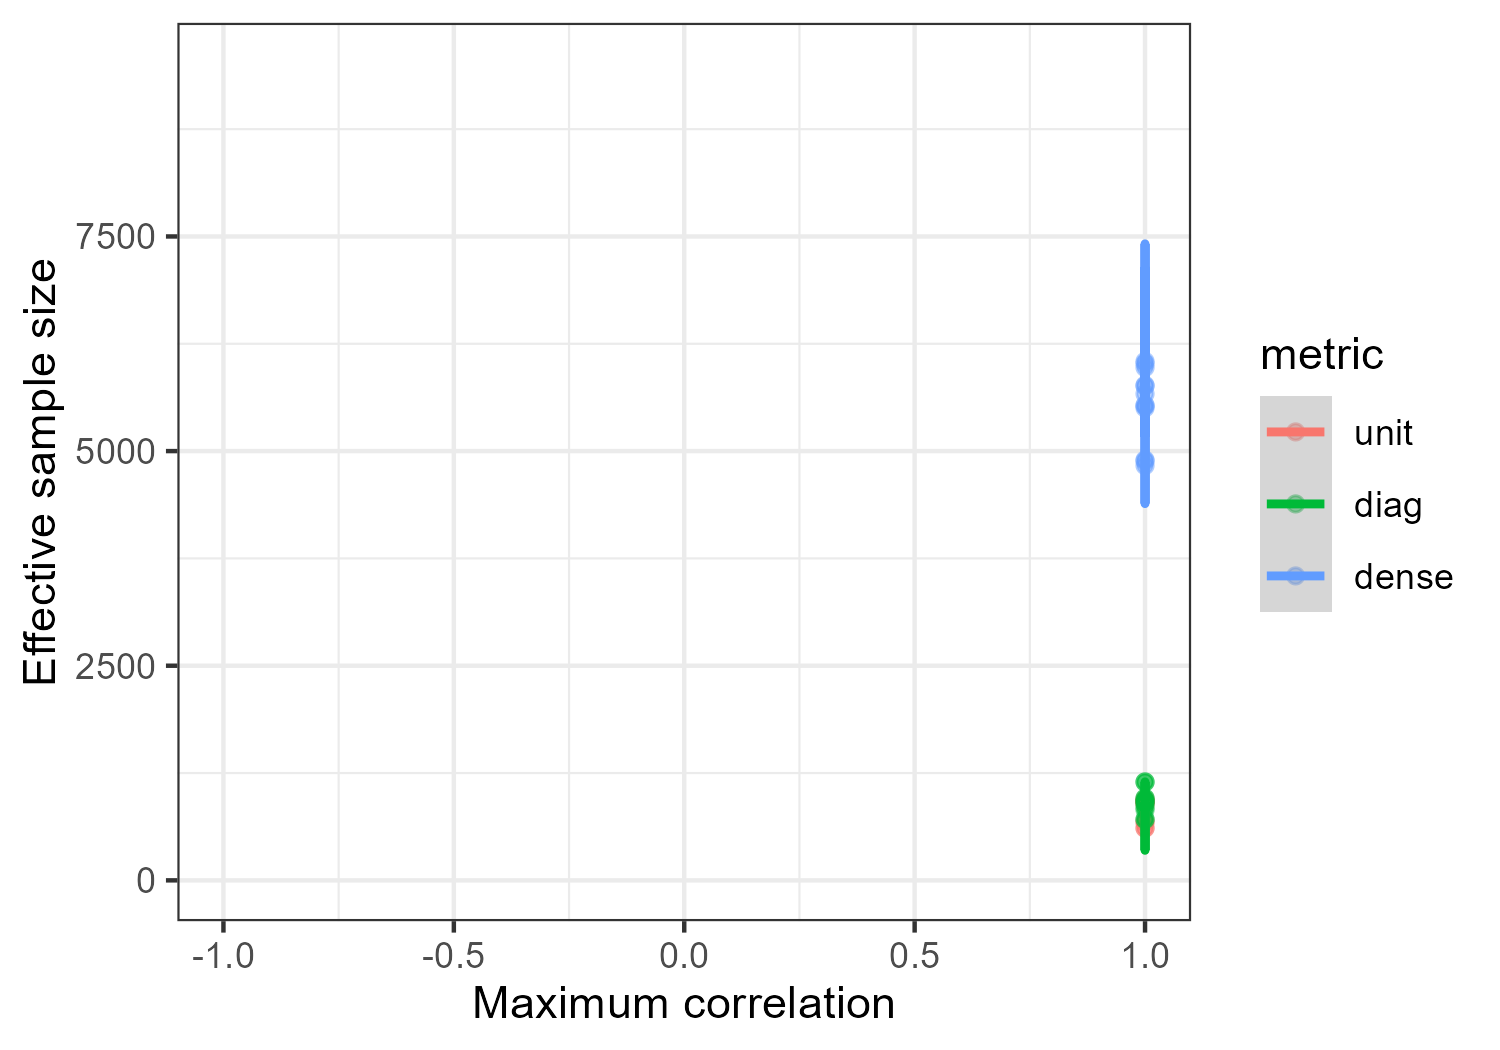 7500
5000
2500
0
Effective sample size
-1.0 -0.5 0.0 0.5 1.0
Maximum correlation
metric
unit
diag
dense